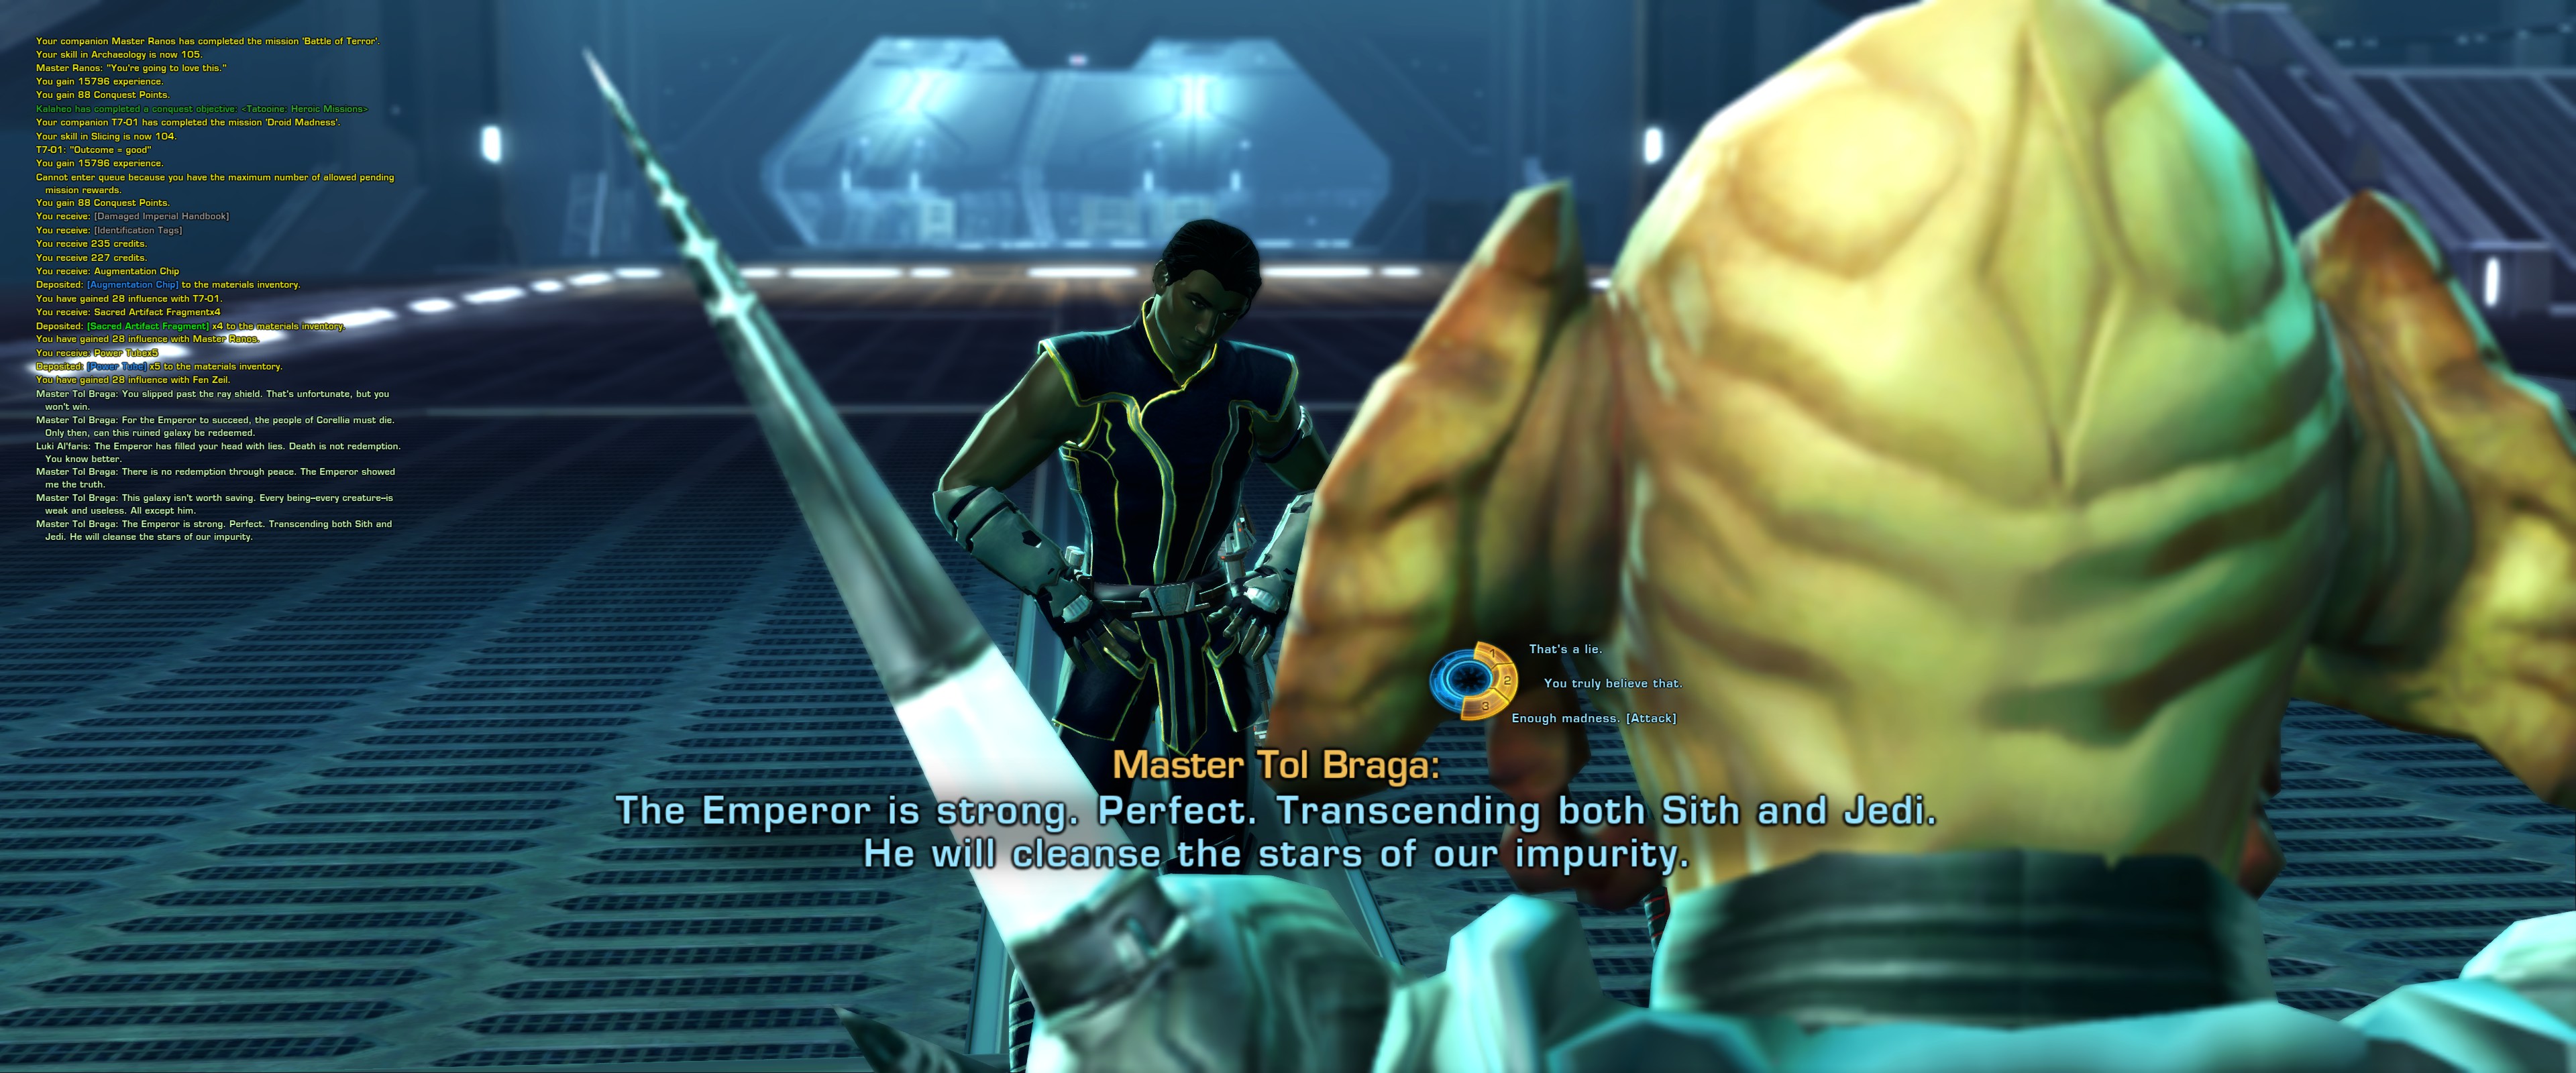 Your companion Master Ranos has completed the mission 'Battle of Terror'.
Your skill in Archaeology is now 105.
Master Ranos: "You're going to love this."
You gain 15796 experience.
You gain 88 Conquest Points.
Kalaheo has completed a conquest objective: <Tatooine: Heroic Missions>
Your companion T7-01 has completed the mission 'Droid Madness'.
Your skill in Slicing is now 104.
T7-01: "Outcome = good"
You gain 15796 experience.
Cannot enter queue because you have the maximum number of allowed pending
mission rewards.
You gain 88 Conquest Points.
You receive: [Damaged Imperial Handbook]
You receive: [Identification Tags]
You receive 235 credits.
You receive 227 credits.
You receive: Augmentation Chip
Deposited: [Augmentation Chip] to the materials inventory.
You have gained 28 influence with T7-01.
You receive: Sacred Artifact Fragmentx4
Deposited: [Sacred Artifact Fragment] x4 to the materials inventory.
You have gained 28 influence with Master Ranos.
You receive: Power Tubex5
Deposited: [Power Tube] x5 to the materials inventory.
You have gained 28 influence with Fen Zeil.
Master Tol Braga: You slipped past the ray shield. That's unfortunate, but you
won't win.
Master Tol Braga: For the Emperor to succeed, the people of Corellia must die.
Only then, can this ruined galaxy be redeemed.
Luki Al'faris: The Emperor has filled your head with lies. Death is not redemption.
You know better.
Master Tol Braga: There is no redemption through peace. The Emperor showed
me the truth.
Master Tol Braga: This galaxy isn't worth saving. Every being—every creature—is
weak and useless. All except him.
Master Tol Braga: The Emperor is strong. Perfect. Transcending both Sith and
Jedi. He will cleanse the stars of our impurity.
1 That's a lie.
2 You truly believe that.
3 Enough madness. [Attack]
Master Tol Braga:
The Emperor is strong. Perfect. Transcending both Sith and Jedi.
He will cleanse the stars of our impurity.